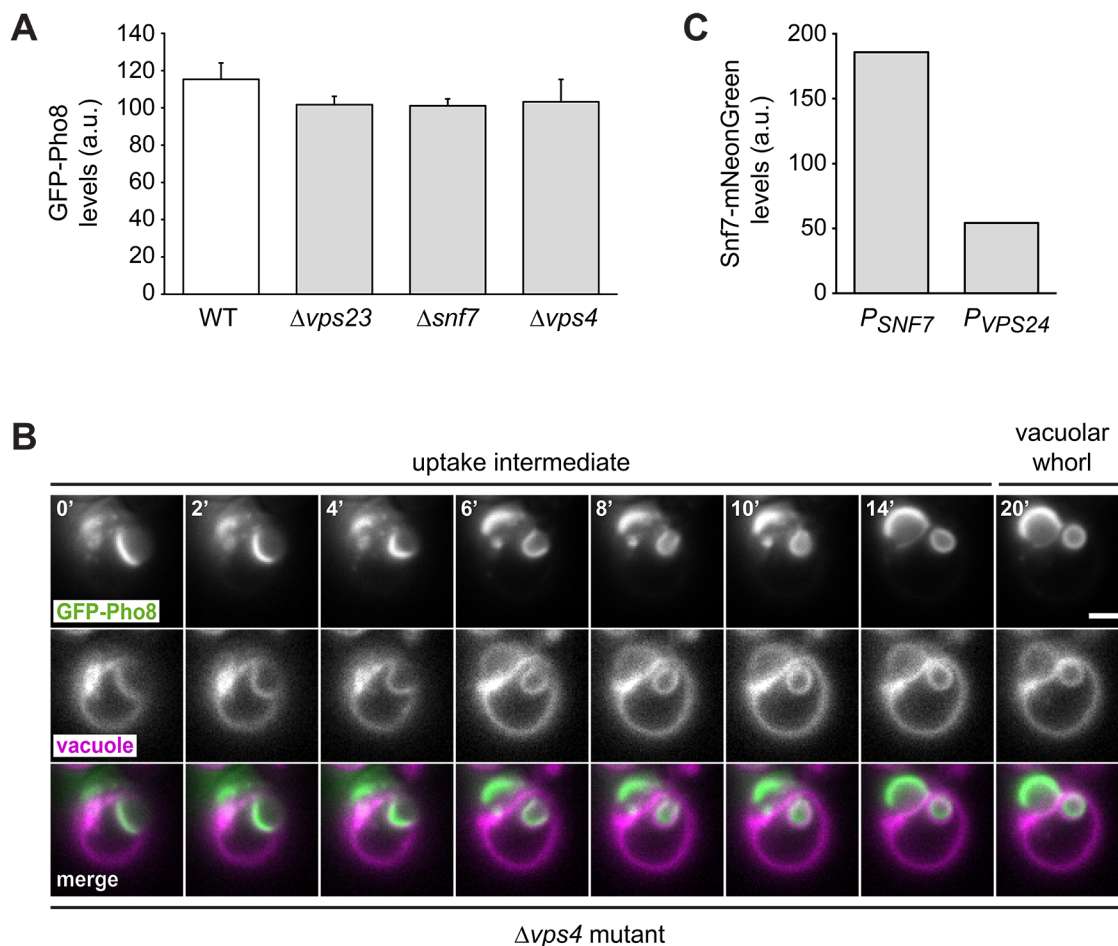 A
GFP-Pho8
levels (a.u.)
140
120
100
80
60
40
20
0
WT
Δvps23
Δsnf7
Δvps4
C
Snf7-mNeonGreen
levels (a.u.)
200
150
100
50
0
PSNF7
PVPS24
B
uptake intermediate
vacuolar
whorl
0’ 2’ 4’ 6’ 8’ 10’ 14’ 20’
GFP-Pho8
vacuole
merge
Δvps4 mutant